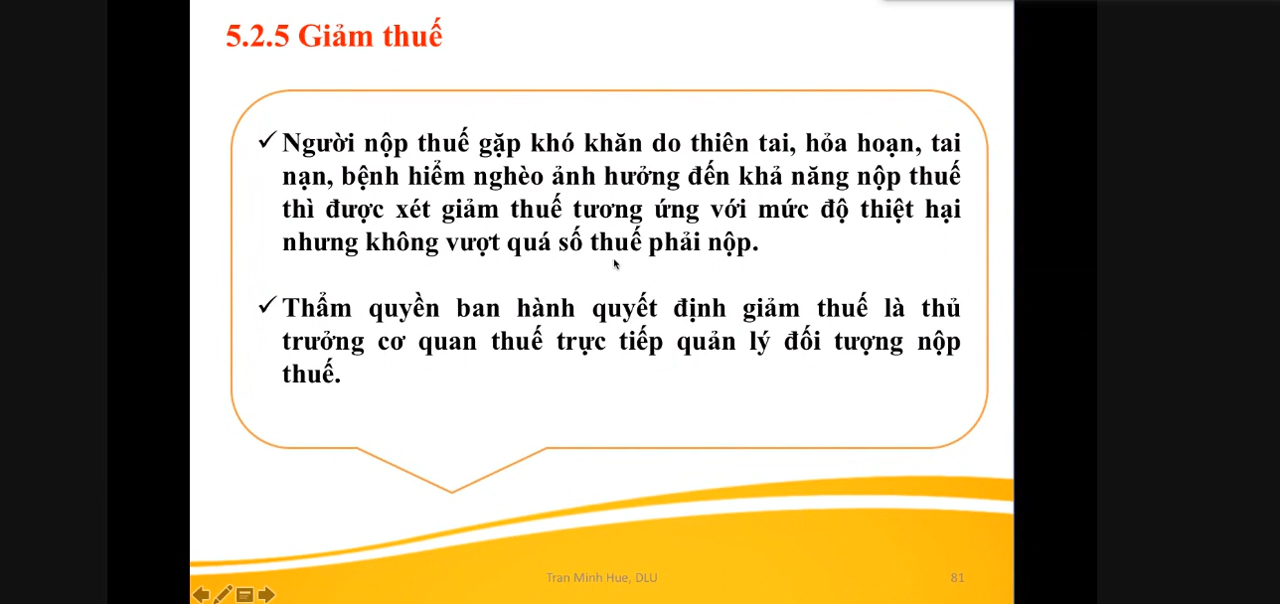 5.2.5 Giảm thuế
✓ Người nộp thuế gặp khó khăn do thiên tai, hỏa hoạn, tai
nạn, bệnh hiểm nghèo ảnh hưởng đến khả năng nộp thuế
thì được xét giảm thuế tương ứng với mức độ thiệt hại
nhưng không vượt quá số thuế phải nộp.
✓ Thẩm quyền ban hành quyết định giảm thuế là thủ
trưởng cơ quan thuế trực tiếp quản lý đối tượng nộp
thuế.
Tran Minh Hue, DLU
81